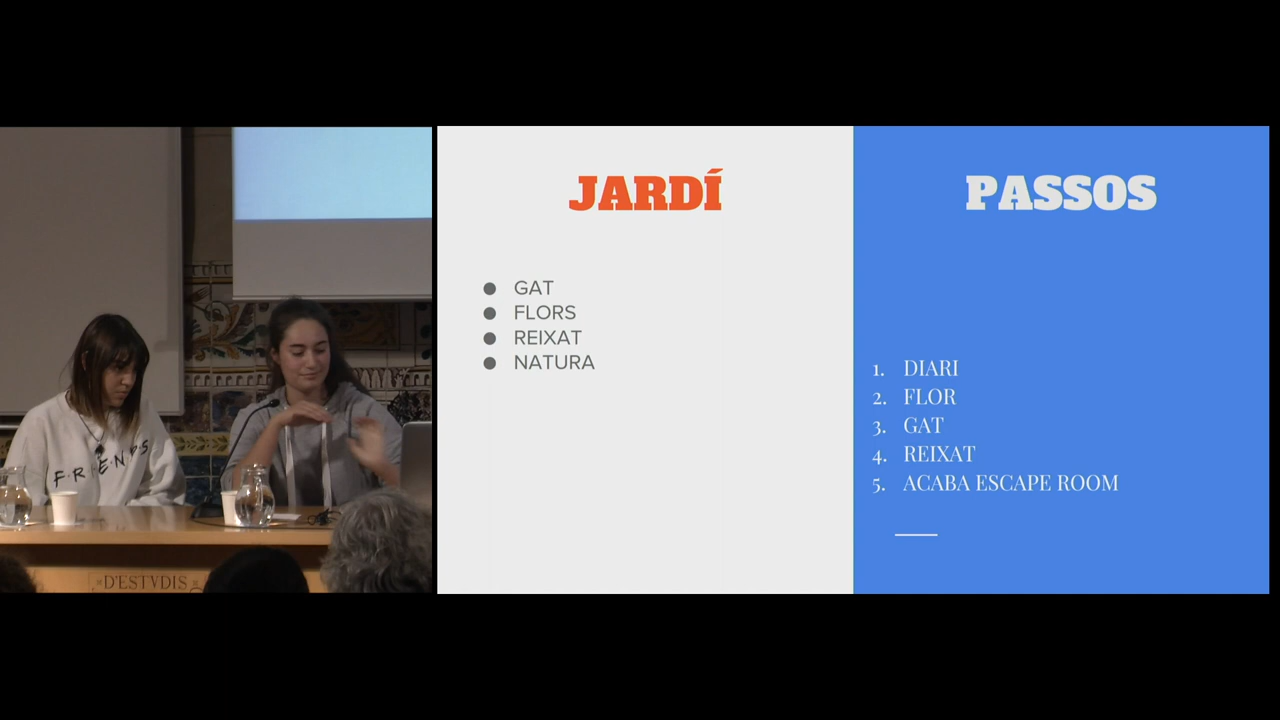 F·R·I·E·N·D·S
D'ESTVDIS
JARDÍ
● GAT
● FLORS
● REIXAT
● NATURA
PASSOS
1. DIARI
2. FLOR
3. GAT
4. REIXAT
5. ACABA ESCAPE ROOM